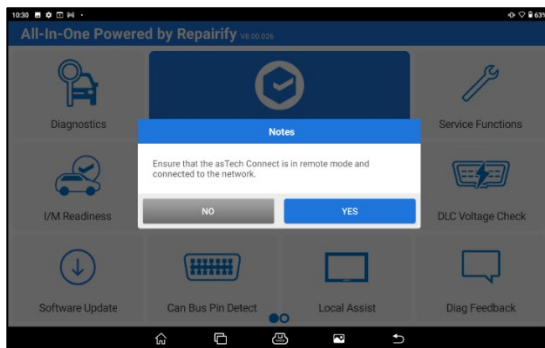 10:30
63%
All-In-One Powered by Repairify V8.00.026
Diagnostics
Service Functions
Notes
Ensure that the asTech Connect is in remote mode and
connected to the network.
NO
YES
I/M Readiness
DLC Voltage Check
Software Update
Can Bus Pin Detect
Local Assist
Diag Feedback